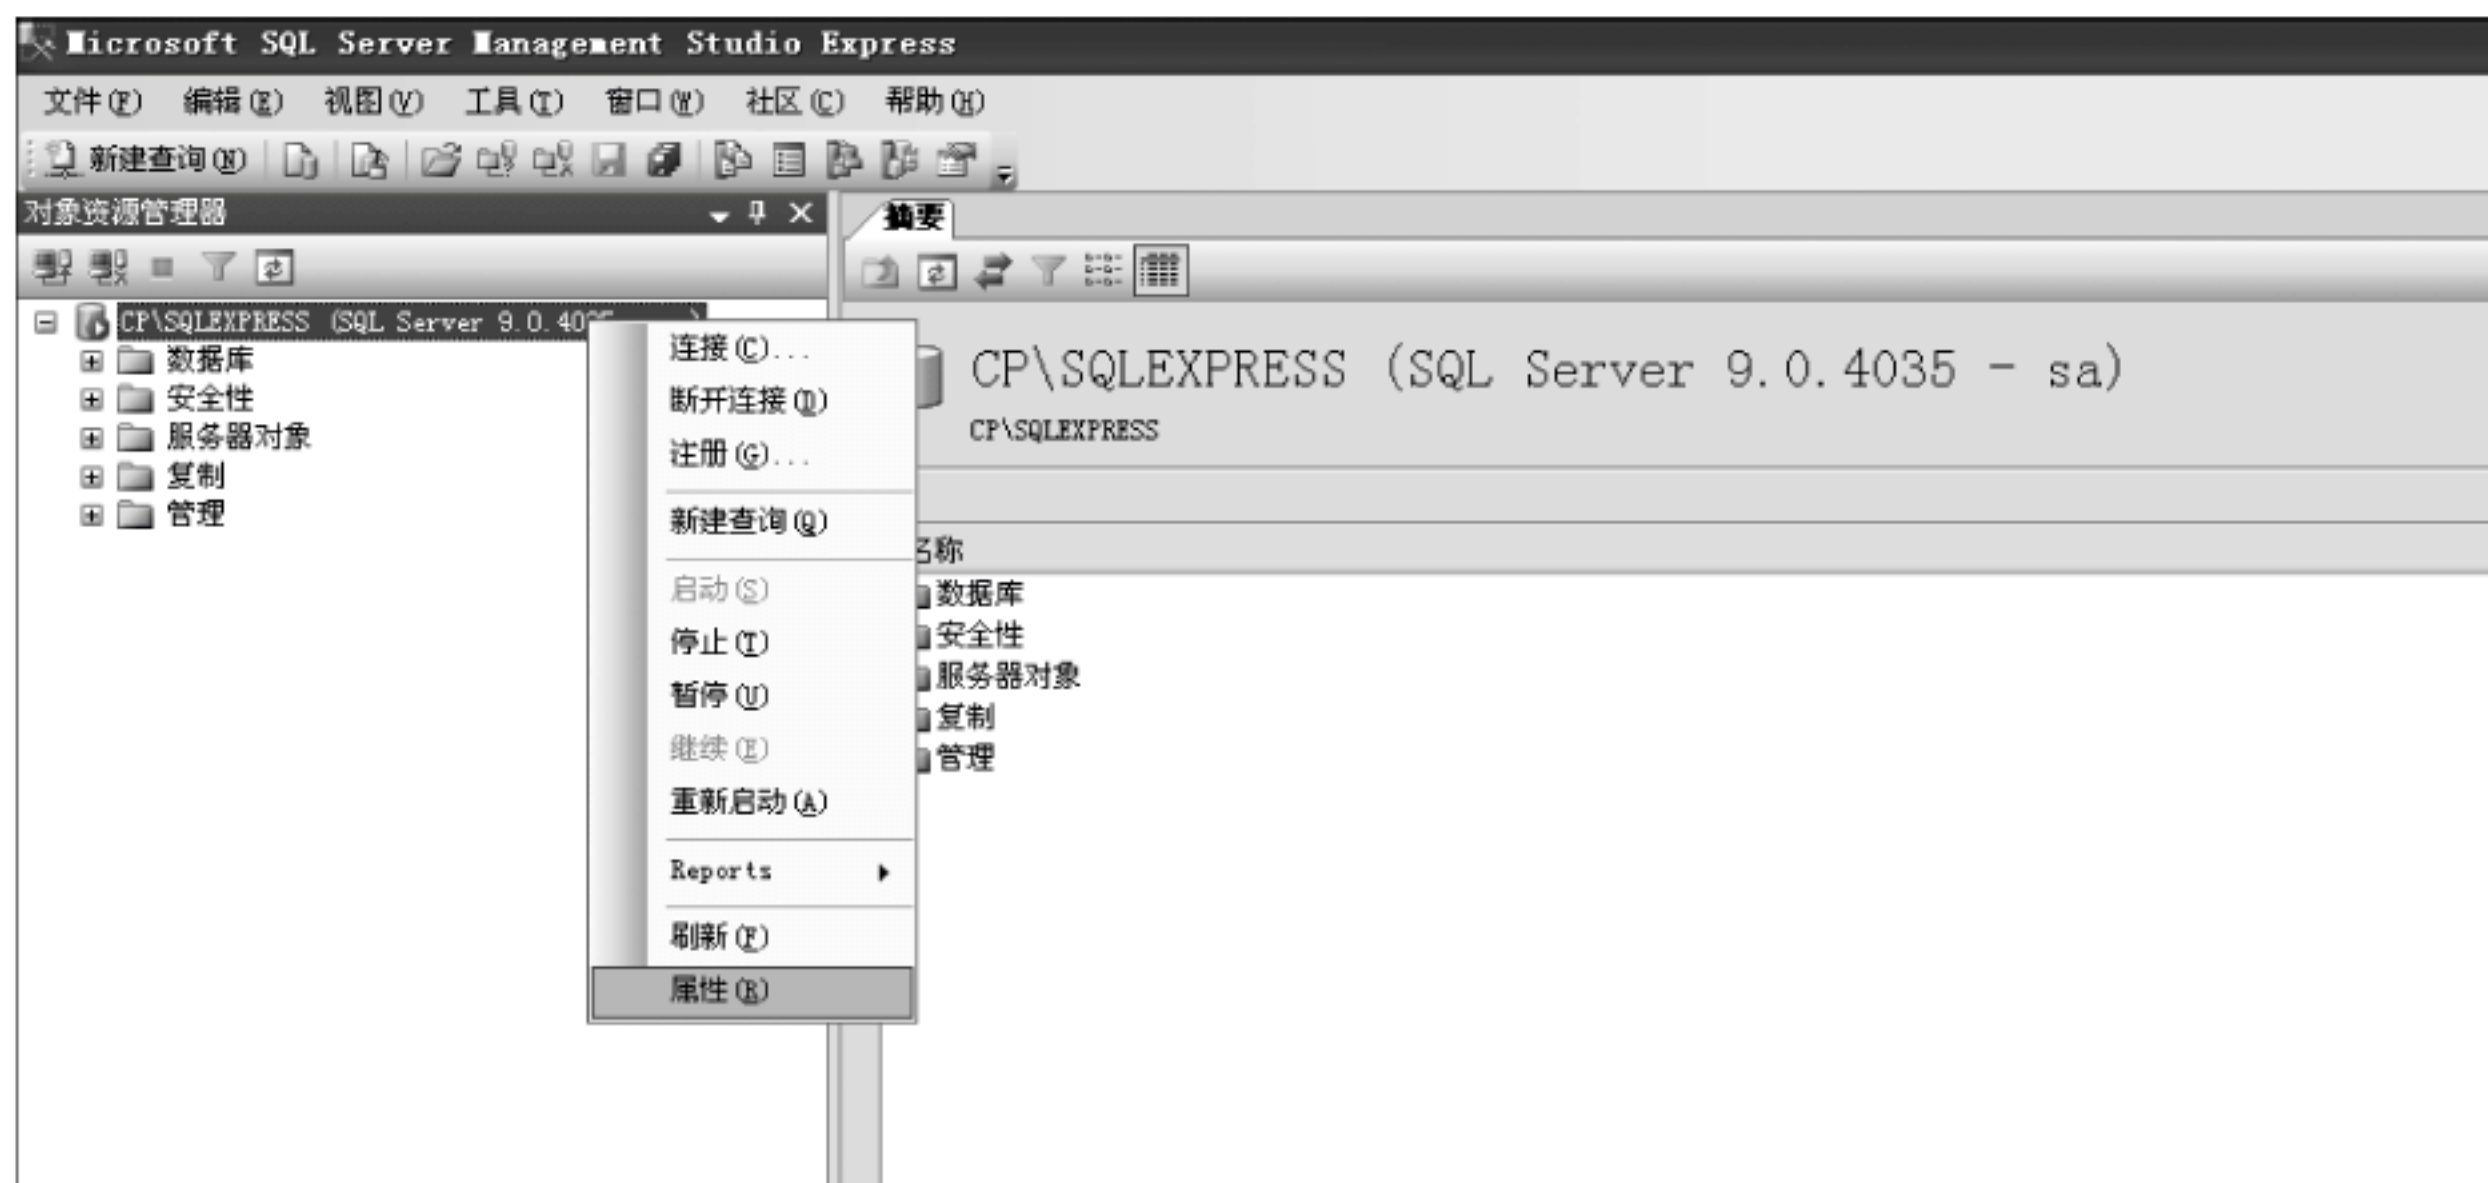 Microsoft SQL Server Management Studio Express
文件(F) 编辑(E) 视图(V) 工具(T) 窗口(W) 社区(C) 帮助(H)
新建查询(N)
对象资源管理器
摘要
CP\SQLEXPRESS (SQL Server 9.0.4035
数据库
安全性
服务器对象
复制
管理
连接(C)...
断开连接(D)
注册(G)...
新建查询(Q)
启动(S)
停止(T)
暂停(U)
继续(E)
重新启动(A)
Reports
刷新(F)
属性(R)
CP\SQLEXPRESS (SQL Server 9.0.4035 - sa)
CP\SQLEXPRESS
名称
数据库
安全性
服务器对象
复制
管理